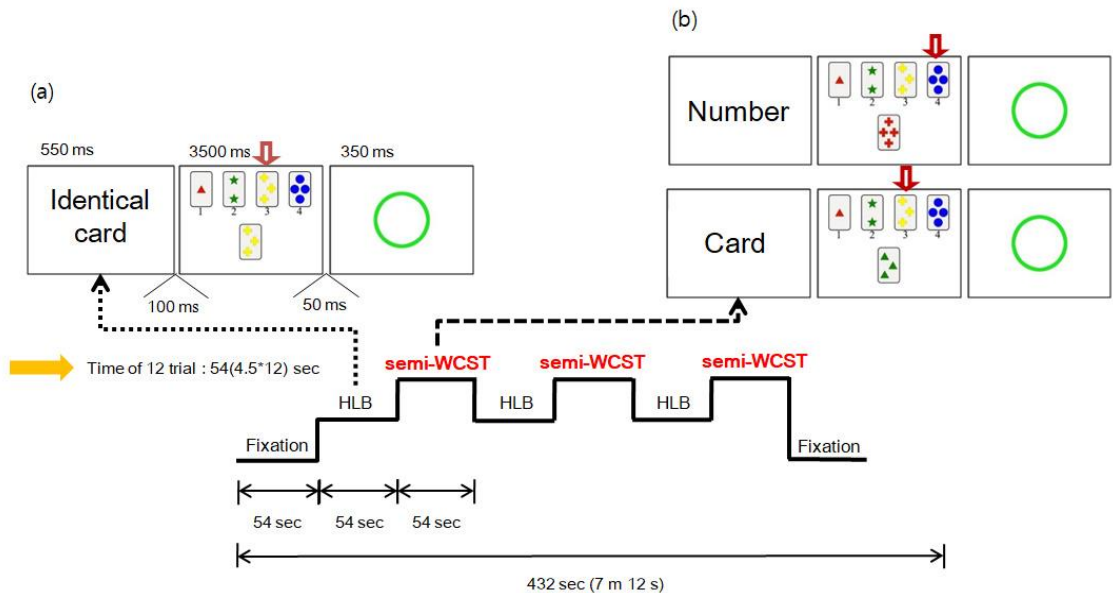 (a)
550 ms
3500 ms
350 ms
Identical
card
1 2 3 4
100 ms
50 ms
(b)
Number
1 2 3 4
Card
1 2 3 4
Time of 12 trial : 54(4.5*12) sec
semi-WCST
semi-WCST
semi-WCST
HLB
HLB
HLB
Fixation
Fixation
54 sec
54 sec
54 sec
432 sec (7 m 12 s)